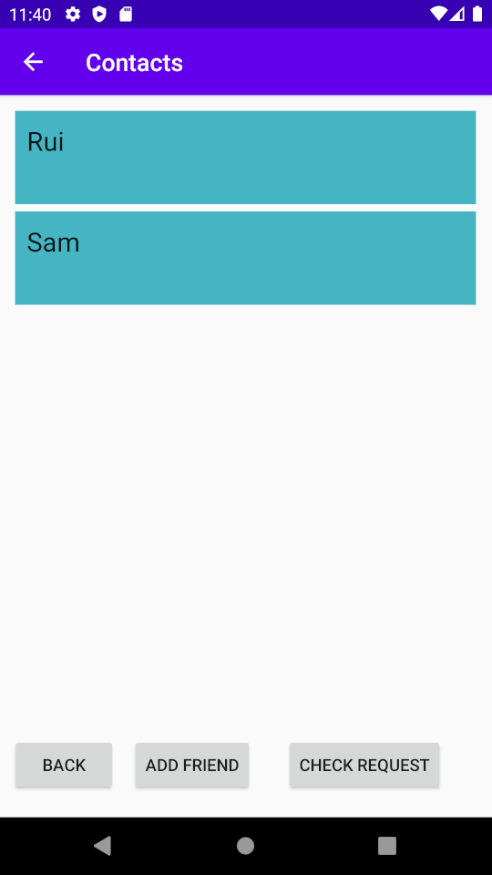 11:40
Contacts
Rui
Sam
BACK ADD FRIEND CHECK REQUEST